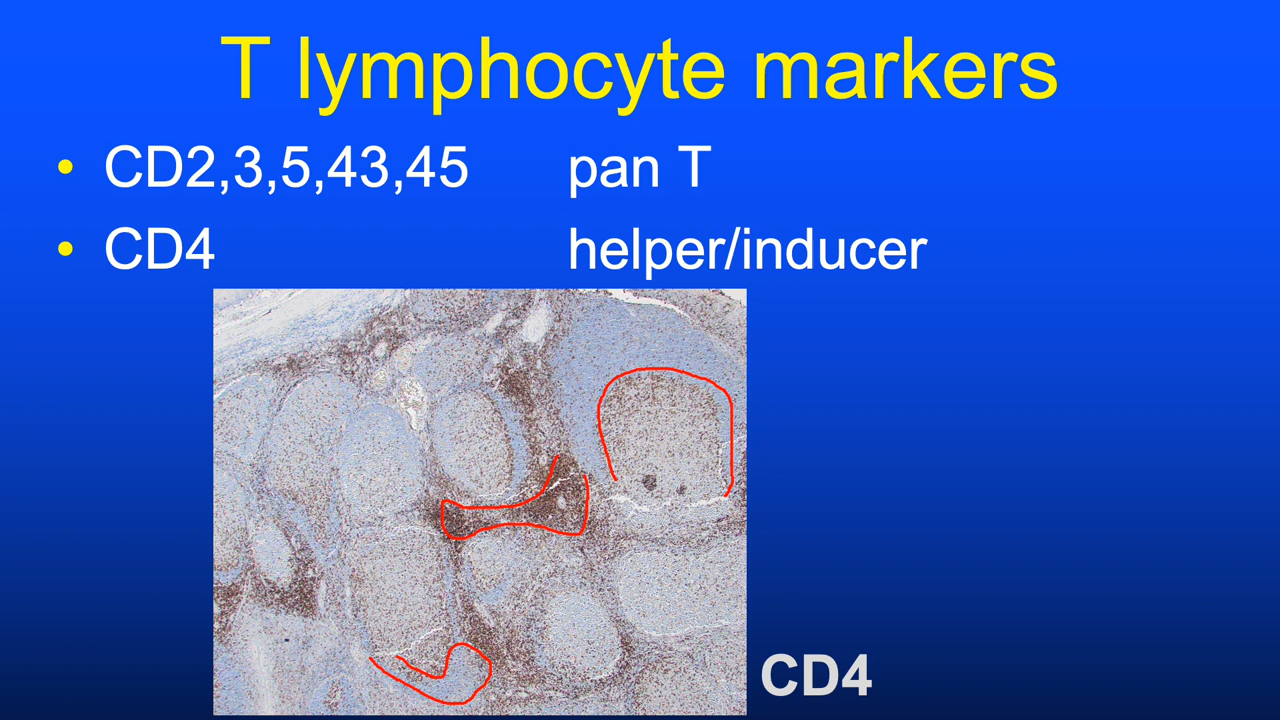 T lymphocyte markers
• CD2,3,5,43,45 pan T
• CD4 helper/inducer
CD4